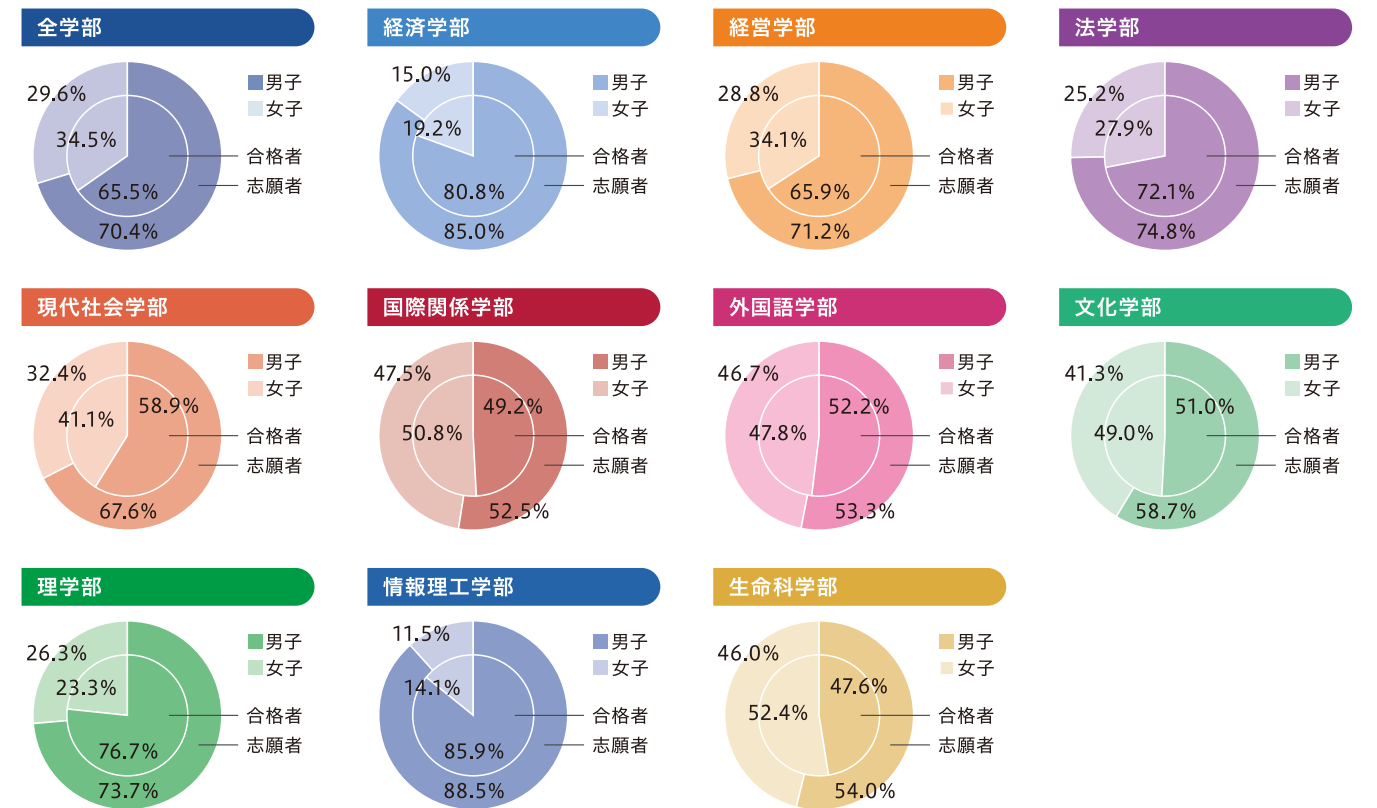 全学部
29.6%
34.5%
65.5%
70.4%
男子
女子
合格者
志願者
経済学部
15.0%
19.2%
80.8%
85.0%
男子
女子
合格者
志願者
経営学部
28.8%
34.1%
65.9%
71.2%
男子
女子
合格者
志願者
法学部
25.2%
27.9%
72.1%
74.8%
男子
女子
合格者
志願者
現代社会学部
32.4%
41.1%
58.9%
67.6%
男子
女子
合格者
志願者
国際関係学部
47.5%
50.8%
49.2%
52.5%
男子
女子
合格者
志願者
外国語学部
46.7%
47.8%
52.2%
53.3%
男子
女子
合格者
志願者
文化学部
41.3%
49.0%
51.0%
58.7%
男子
女子
合格者
志願者
理学部
26.3%
23.3%
76.7%
73.7%
男子
女子
合格者
志願者
情報理工学部
11.5%
14.1%
85.9%
88.5%
男子
女子
合格者
志願者
生命科学部
46.0%
52.4%
47.6%
54.0%
男子
女子
合格者
志願者